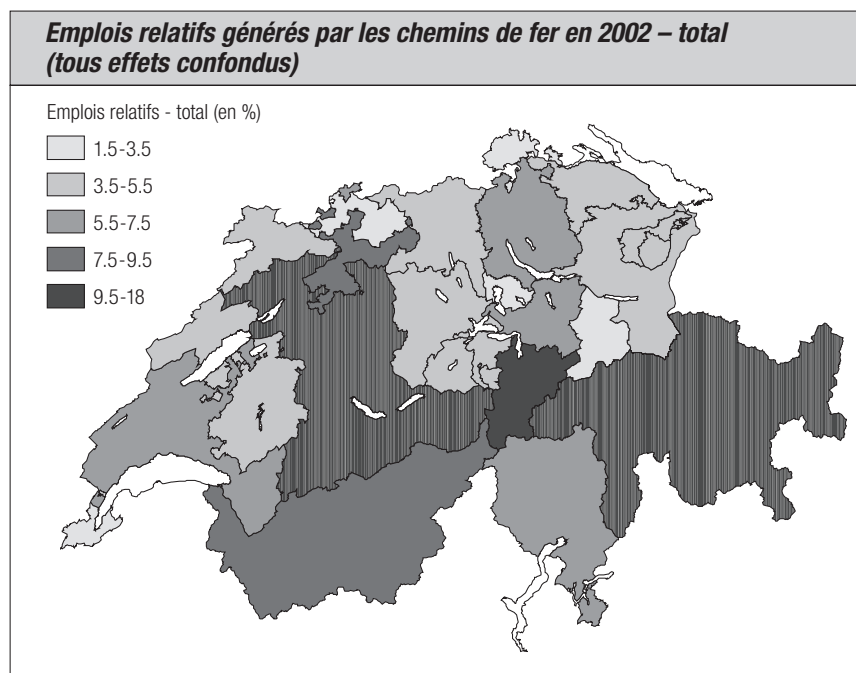 Emplois relatifs générés par les chemins de fer en 2002 – total
(tous effets confondus)
Emplois relatifs - total (en %)
1.5-3.5
3.5-5.5
5.5-7.5
7.5-9.5
9.5-18